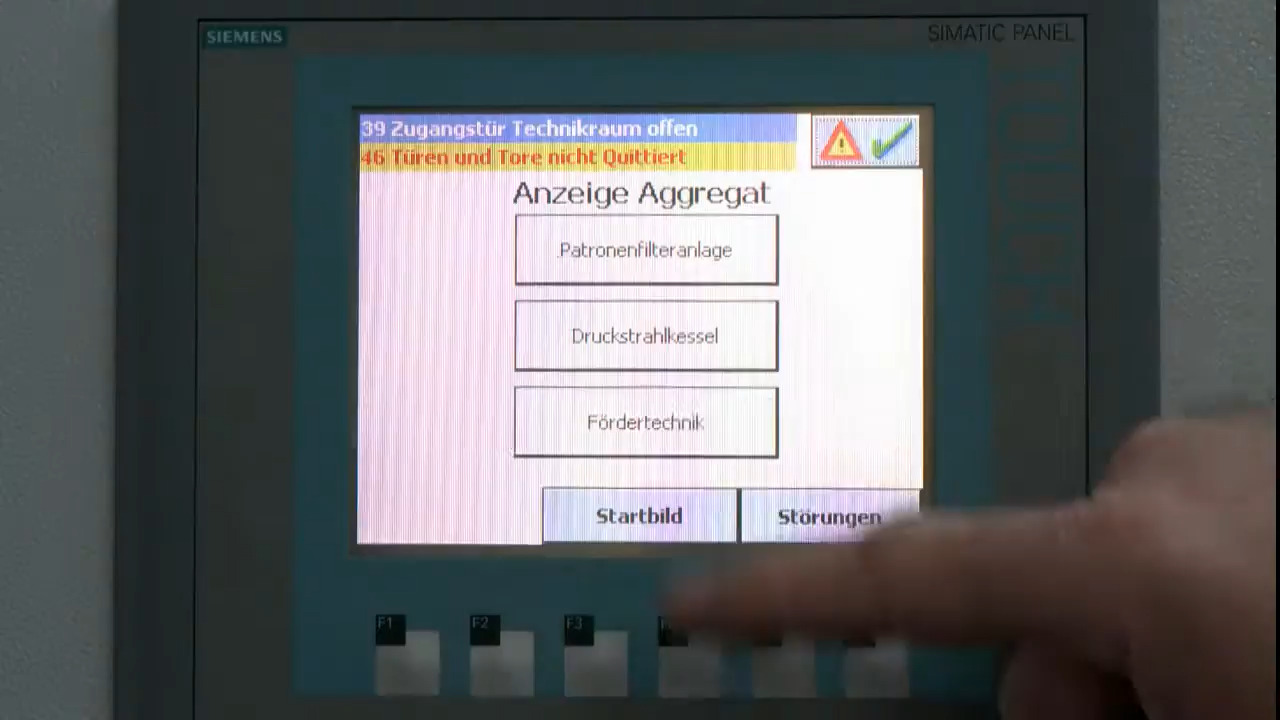 SIEMENS
SIMATIC PANEL
TOUCH
39 Zugangstür Technikraum offen
46 Türen und Tore nicht Quittiert
Anzeige Aggregat
Patronenfilteranlage
Druckstrahlkessel
Fördertechnik
Startbild
Störungen
F1
F2
F3